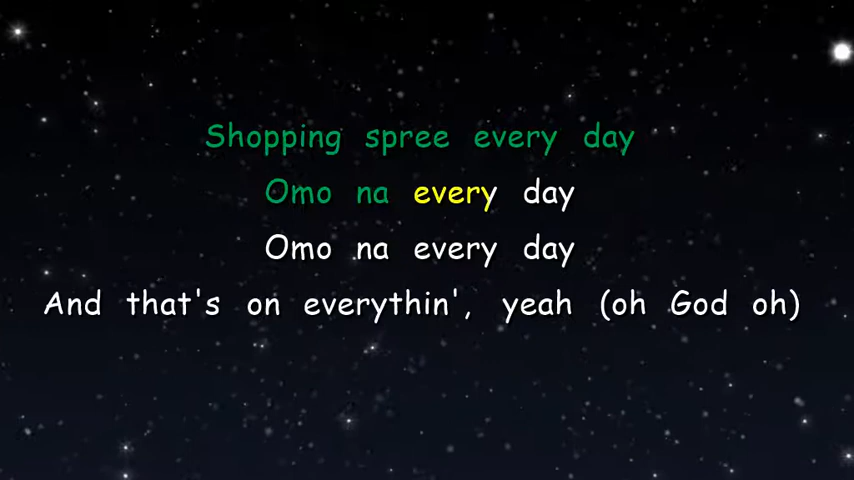 Shopping spree every day
Omo na every day
Omo na every day
And that's on everythin', yeah (oh God oh)